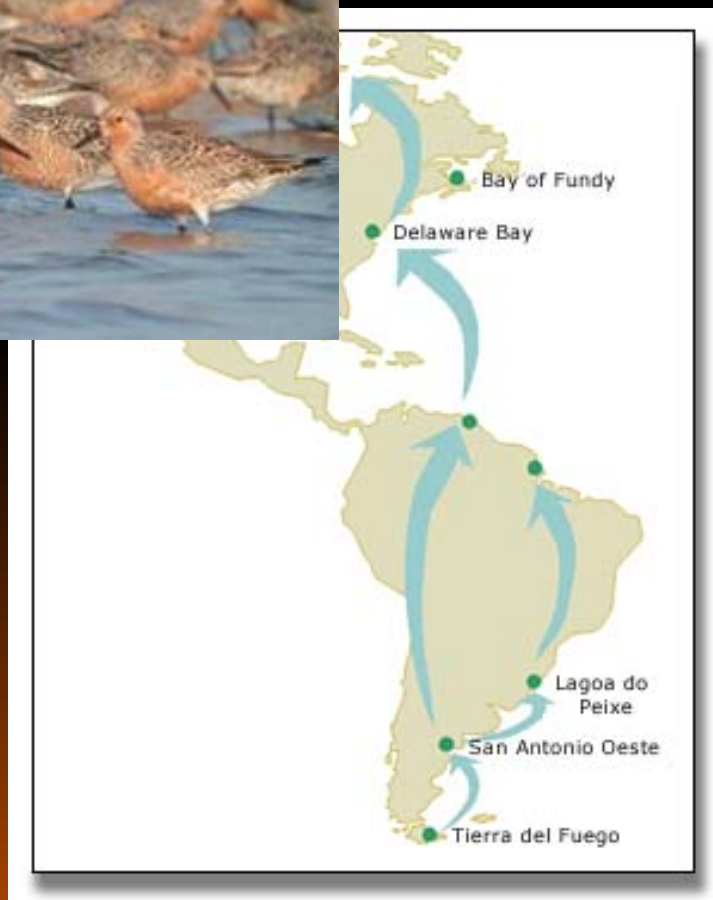 Bay of Fundy
Delaware Bay
Lagoa do
Peixe
San Antonio Oeste
Tierra del Fuego